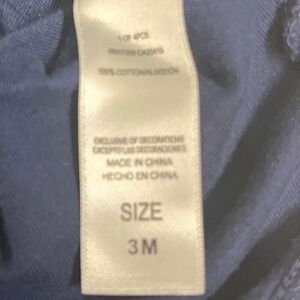 1 OF 4PCS
100% COTTON/ALGODON
EXCLUSIVE OF DECORATIONS
EXCEPTO LAS DECORACIONES
MADE IN CHINA
HECHO EN CHINA
SIZE
3M